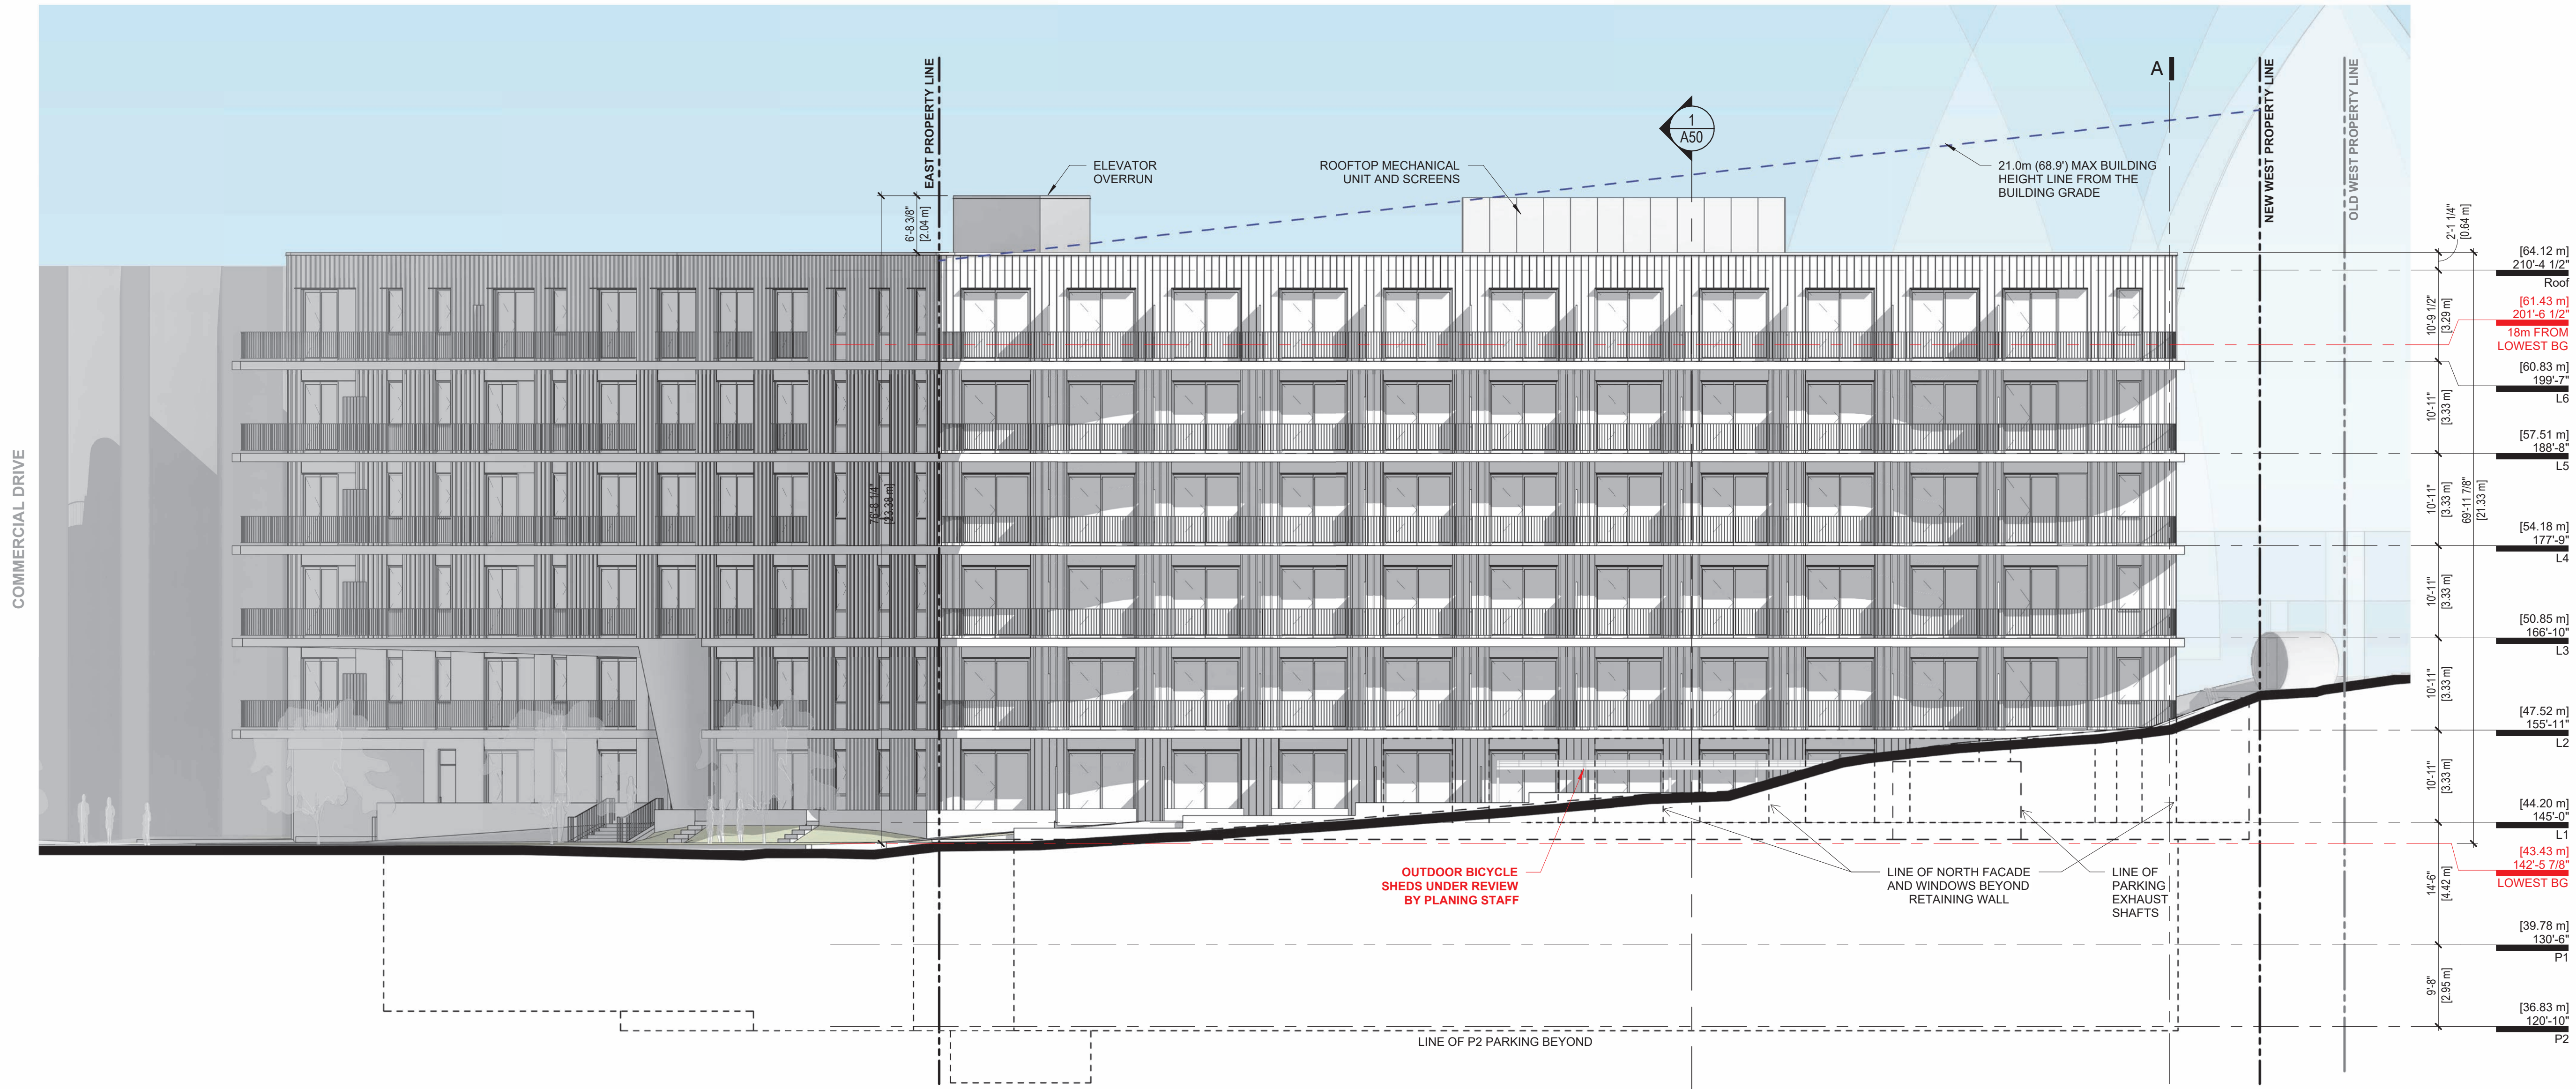 COMMERCIAL DRIVE
EAST PROPERTY LINE
ELEVATOR
OVERRUN
6'-8 3/8"
[2.04 m]
76'-8 1/4"
[23.38 m]
ROOFTOP MECHANICAL
UNIT AND SCREENS
1
A50
21.0m (68.9') MAX BUILDING
HEIGHT LINE FROM THE
BUILDING GRADE
A
NEW WEST PROPERTY LINE
OLD WEST PROPERTY LINE
2'-1 1/4"
[0.64 m]
10'-9 1/2"
[3.29 m]
10'-11"
[3.33 m]
10'-11"
[3.33 m]
10'-11"
[3.33 m]
10'-11"
[3.33 m]
10'-11"
[3.33 m]
14'-6"
[4.42 m]
9'-8"
[2.95 m]
69'-11 7/8"
[21.33 m]
[64.12 m]
210'-4 1/2"
Roof
[61.43 m]
201'-6 1/2"
18m FROM
LOWEST BG
[60.83 m]
199'-7"
L6
[57.51 m]
188'-8"
L5
[54.18 m]
177'-9"
L4
[50.85 m]
166'-10"
L3
[47.52 m]
155'-11"
L2
[44.20 m]
145'-0"
L1
[43.43 m]
142'-5 7/8"
LOWEST BG
[39.78 m]
130'-6"
P1
[36.83 m]
120'-10"
P2
OUTDOOR BICYCLE
SHEDS UNDER REVIEW
BY PLANING STAFF
LINE OF NORTH FACADE
AND WINDOWS BEYOND
RETAINING WALL
LINE OF
PARKING
EXHAUST
SHAFTS
LINE OF P2 PARKING BEYOND